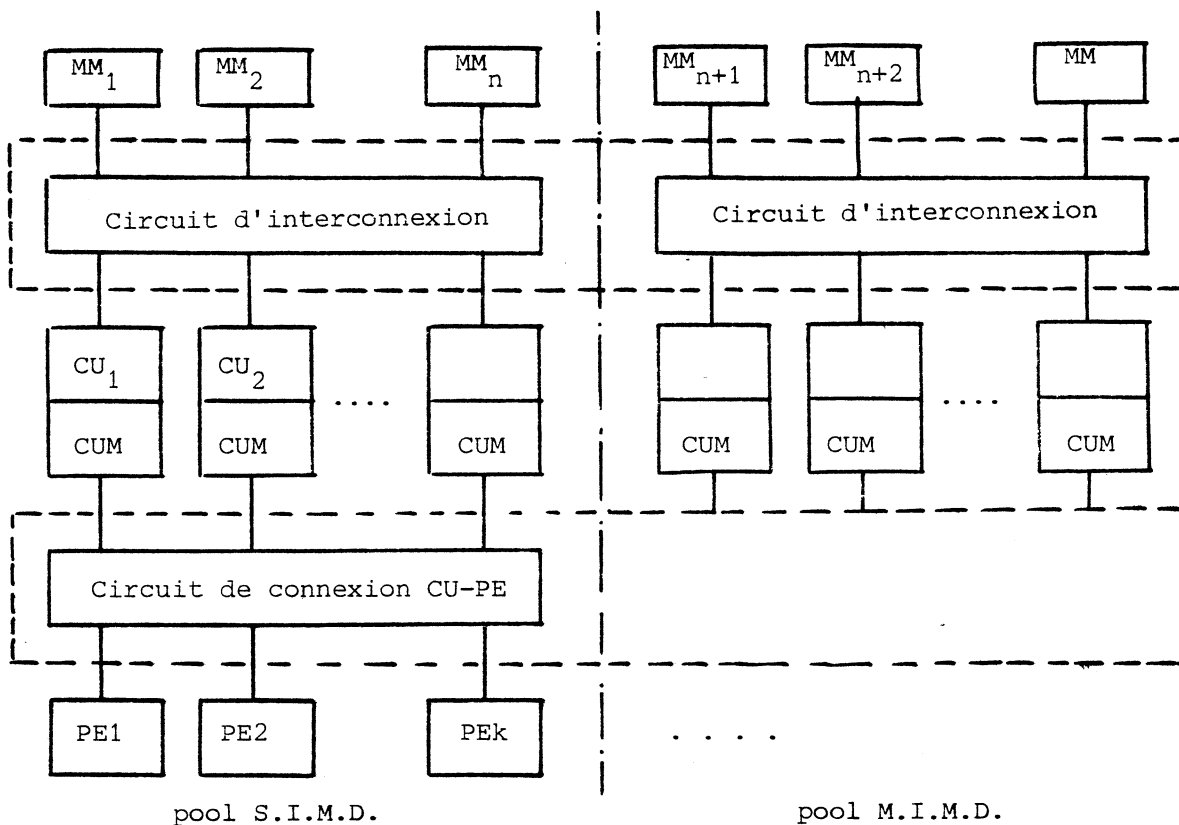 MM1 MM2 MMn MMn+1 MMn+2 MM
Circuit d'interconnexion Circuit d'interconnexion
CU1 CU2
.... ....
CUM CUM CUM CUM CUM CUM
Circuit de connexion CU-PE
PE1 PE2 PEk . . . .
pool S.I.M.D. pool M.I.M.D.